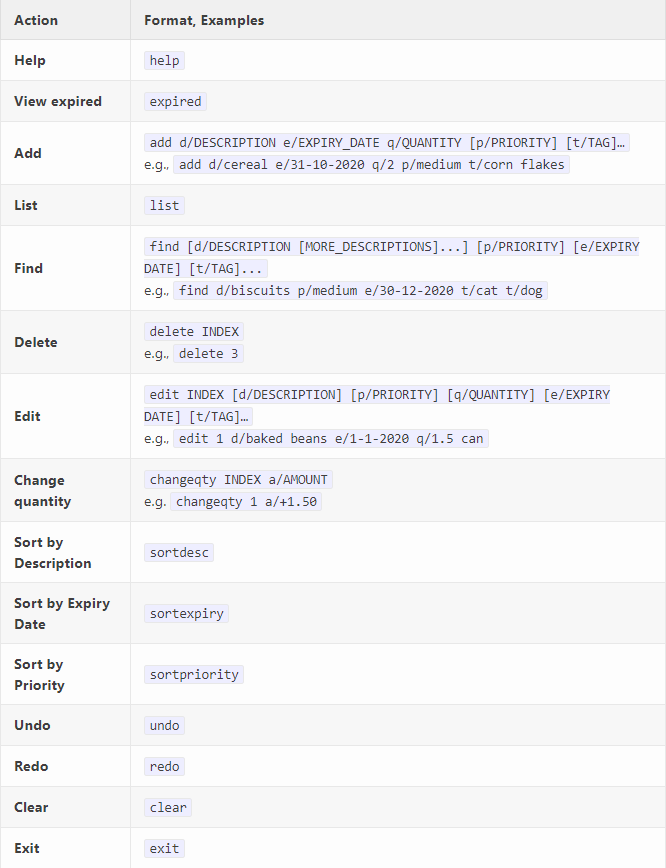 Action Format, Examples
Help help
View expired expired
Add add d/DESCRIPTION e/EXPIRY_DATE q/QUANTITY [p/PRIORITY] [t/TAG]…
e.g., add d/cereal e/31-10-2020 q/2 p/medium t/corn flakes
List list
Find find [d/DESCRIPTION [MORE_DESCRIPTIONS]...] [p/PRIORITY] [e/EXPIRY
DATE] [t/TAG]...
e.g., find d/biscuits p/medium e/30-12-2020 t/cat t/dog
Delete delete INDEX
e.g., delete 3
Edit edit INDEX [d/DESCRIPTION] [p/PRIORITY] [q/QUANTITY] [e/EXPIRY
DATE] [t/TAG]…
e.g., edit 1 d/baked beans e/1-1-2020 q/1.5 can
Change
quantity
changeqty INDEX a/AMOUNT
e.g. changeqty 1 a/+1.50
Sort by
Description
sortdesc
Sort by Expiry
Date
sortexpiry
Sort by
Priority
sortpriority
Undo undo
Redo redo
Clear clear
Exit exit